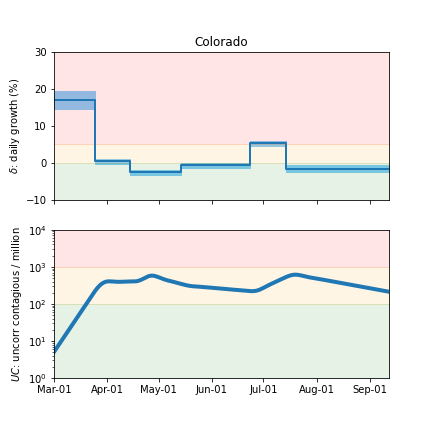 Colorado
δ: daily growth (%)
30
20
10
0
−10
UC: uncorr contagious / million
10⁴
10³
10²
10¹
10⁰
Mar-01 Apr-01 May-01 Jun-01 Jul-01 Aug-01 Sep-01